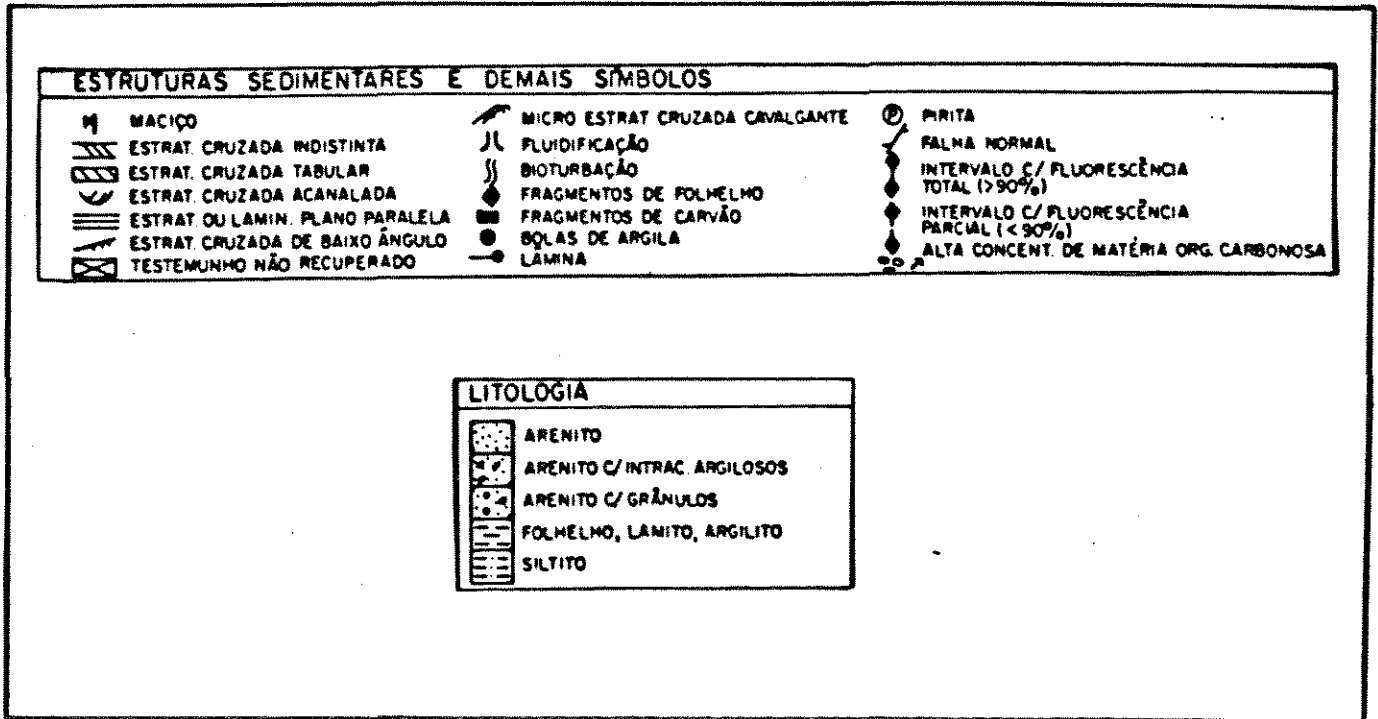 ESTRUTURAS SEDIMENTARES E DEMAIS SÍMBOLOS
MACIÇO
ESTRAT. CRUZADA INDISTINTA
ESTRAT. CRUZADA TABULAR
ESTRAT. CRUZADA ACANALADA
ESTRAT. OU LAMIN. PLANO PARALELA
ESTRAT. CRUZADA DE BAIXO ÂNGULO
TESTEMUNHO NÃO RECUPERADO
MICRO ESTRAT CRUZADA CAVALGANTE
FLUIDIFICAÇÃO
BIOTURBAÇÃO
FRAGMENTOS DE FOLHELHO
FRAGMENTOS DE CARVÃO
BOLAS DE ARGILA
LÂMINA
P PIRITA
FALHA NORMAL
INTERVALO C/ FLUORESCÊNCIA
TOTAL (>90%)
INTERVALO C/ FLUORESCÊNCIA
PARCIAL (<90%)
ALTA CONCENT. DE MATÉRIA ORG. CARBONOSA
LITOLOGIA
ARENITO
ARENITO C/ INTRAC. ARGILOSOS
ARENITO C/ GRÂNULOS
FOLHELHO, LAMITO, ARGILITO
SILTITO